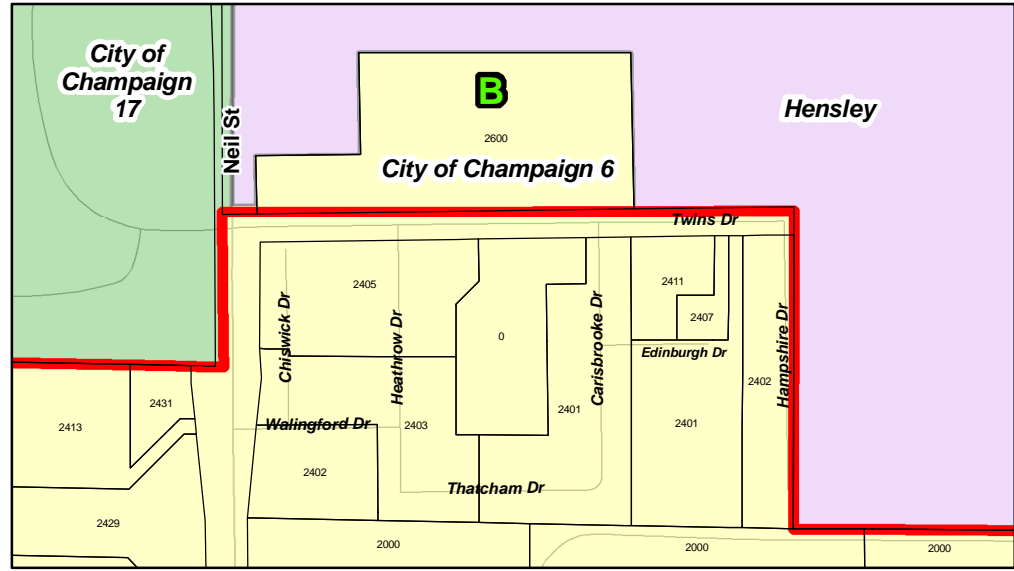 City of
Champaign
17
Neil St
B
2600
City of Champaign 6
Hensley
Twins Dr
2405
2411
2407
0
Chiswick Dr
Heathrow Dr
Carisbrooke Dr
Edinburgh Dr
Hampshire Dr
2402
2431
2413
2401
2401
Walingford Dr
2403
2402
Thatcham Dr
2429
2000
2000
2000